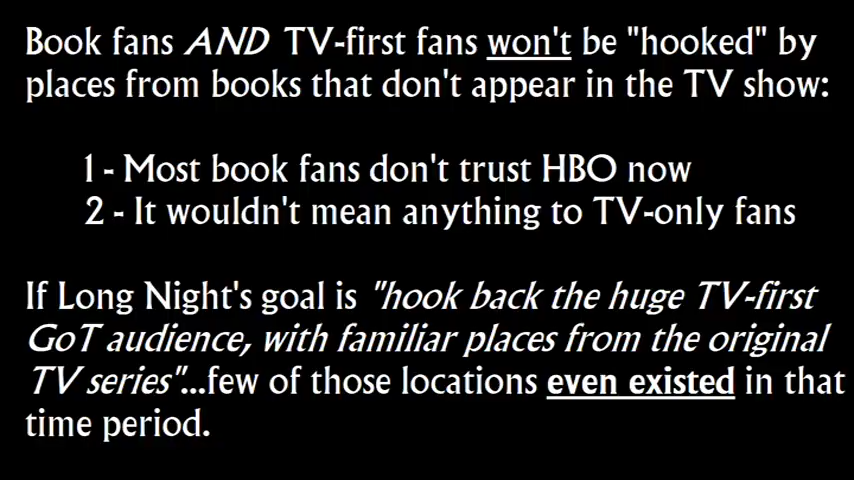 Book fans AND TV-first fans won't be "hooked" by
places from books that don't appear in the TV show:
1 - Most book fans don't trust HBO now
2 - It wouldn't mean anything to TV-only fans
If Long Night's goal is "hook back the huge TV-first
GoT audience, with familiar places from the original
TV series"...few of those locations even existed in that
time period.